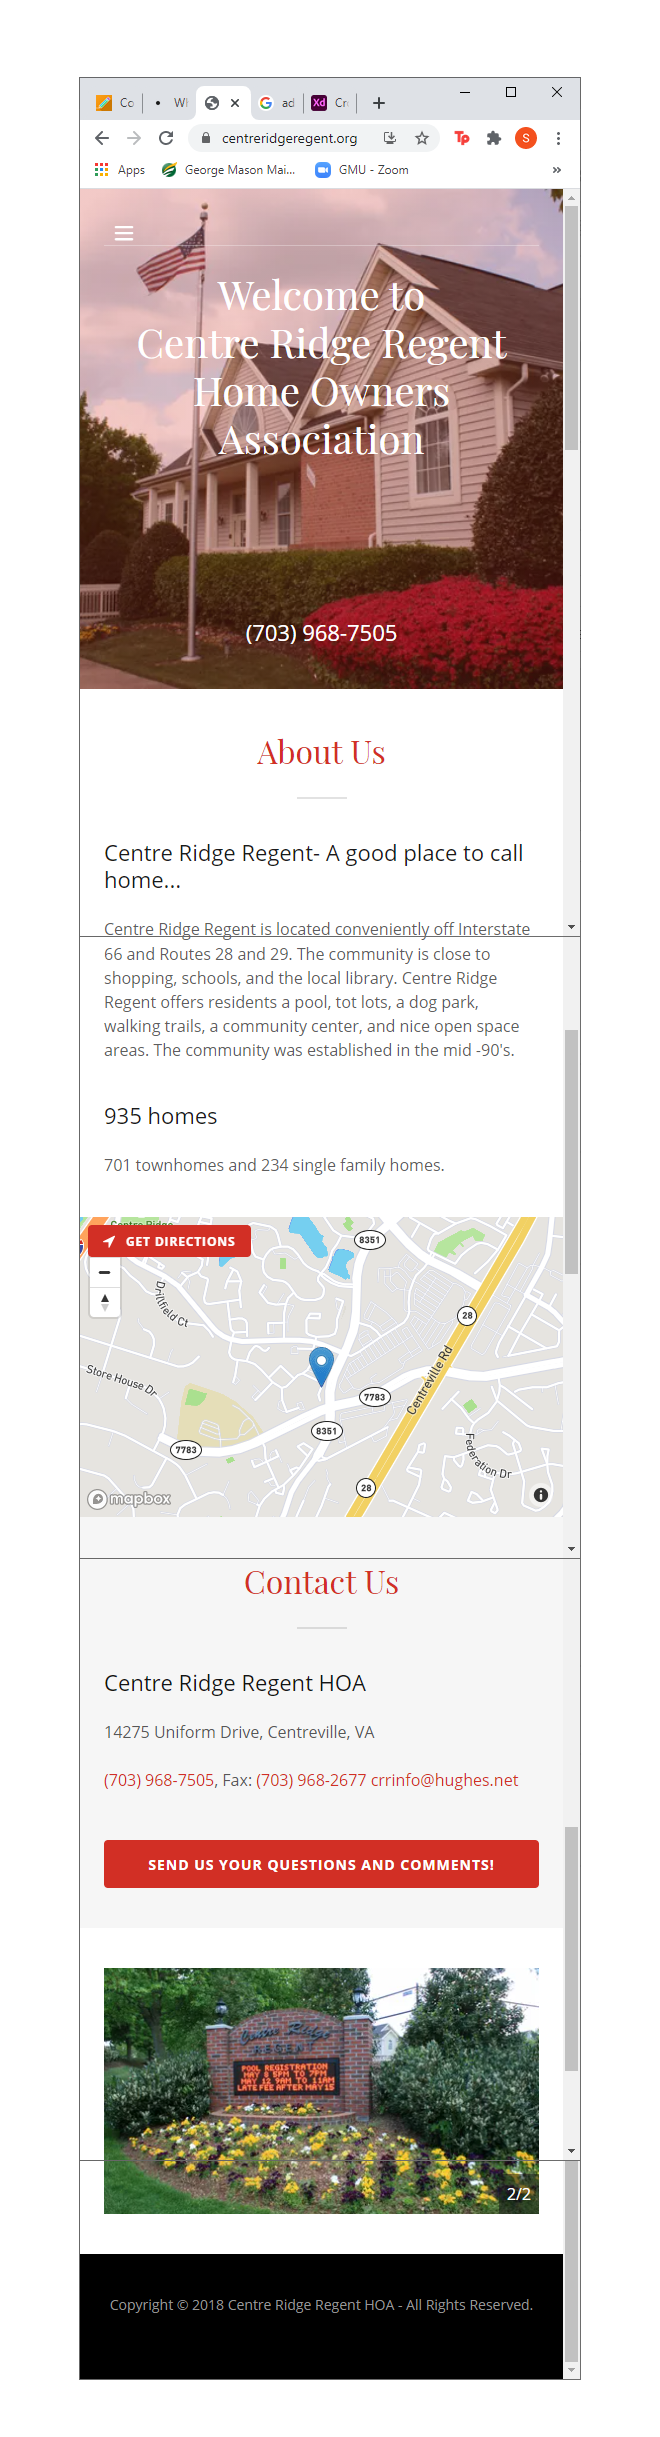 Co
Wh
ad
Xd
Cr
centreridgeregent.org
Tp
S
Apps
George Mason Mai...
GMU - Zoom
»
Welcome to
Centre Ridge Regent
Home Owners
Association
(703) 968-7505
About Us
Centre Ridge Regent- A good place to call
home...
Centre Ridge Regent is located conveniently off Interstate
66 and Routes 28 and 29. The community is close to
shopping, schools, and the local library. Centre Ridge
Regent offers residents a pool, tot lots, a dog park,
walking trails, a community center, and nice open space
areas. The community was established in the mid -90's.
935 homes
701 townhomes and 234 single family homes.
Centre Ridge
GET DIRECTIONS
8351
Drillfield Ct
28
Centreville Rd
Store House Dr
7783
8351
7783
Federation Dr
28
mapbox
Contact Us
Centre Ridge Regent HOA
14275 Uniform Drive, Centreville, VA
(703) 968-7505, Fax: (703) 968-2677 crrinfo@hughes.net
SEND US YOUR QUESTIONS AND COMMENTS!
Centre Ridge
REGENT
POOL REGISTRATION
MAY 8 5PM TO 7PM
MAY 12 9AM TO 11AM
LATE FEE AFTER MAY 15
2/2
Copyright © 2018 Centre Ridge Regent HOA - All Rights Reserved.